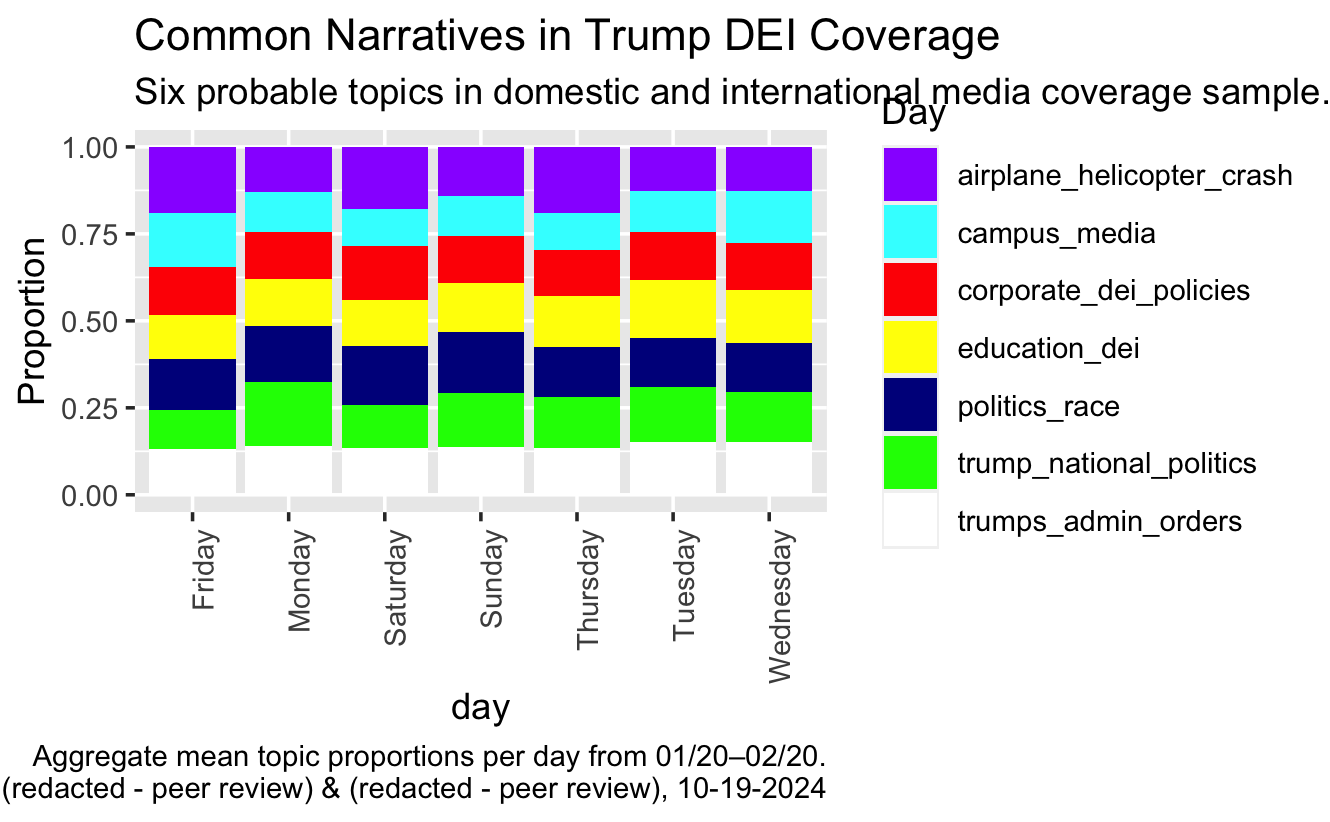 Common Narratives in Trump DEI Coverage
Six probable topics in domestic and international media coverage sample.
Day
airplane_helicopter_crash
campus_media
corporate_dei_policies
education_dei
politics_race
trump_national_politics
trumps_admin_orders
Proportion
1.00
0.75
0.50
0.25
0.00
Friday
Monday
Saturday
Sunday
Thursday
Tuesday
Wednesday
day
Aggregate mean topic proportions per day from 01/20–02/20.
(redacted - peer review) & (redacted - peer review), 10-19-2024